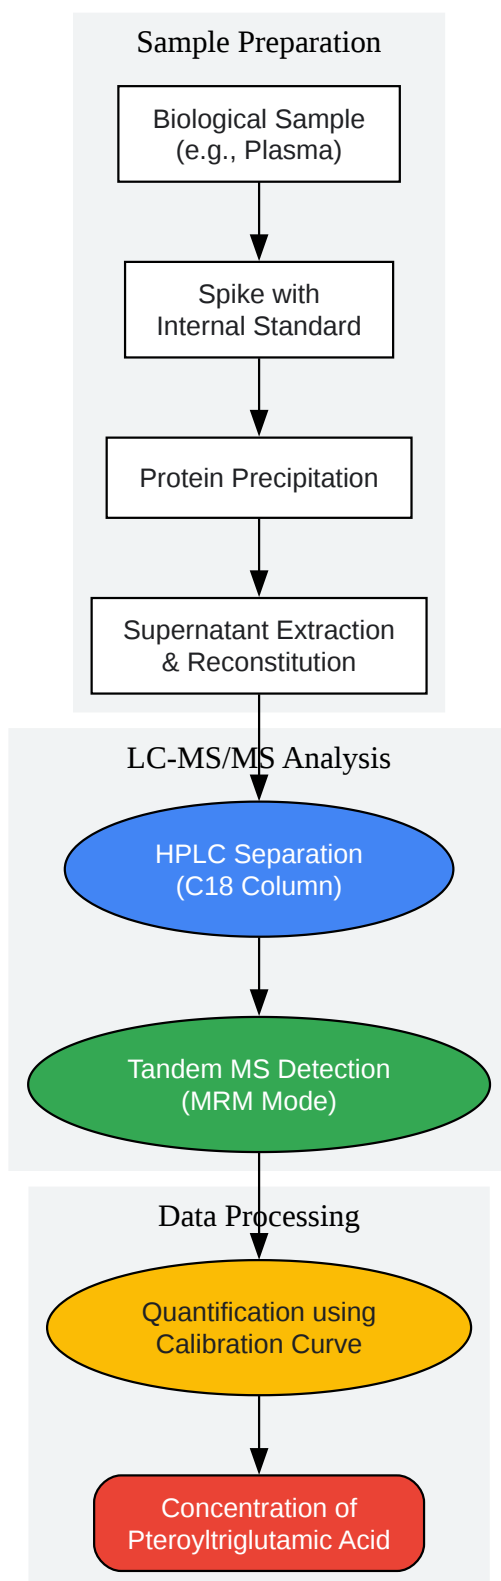 Sample Preparation
Biological Sample
(e.g., Plasma)
Spike with
Internal Standard
Protein Precipitation
Supernatant Extraction
& Reconstitution
LC-MS/MS Analysis
HPLC Separation
(C18 Column)
Tandem MS Detection
(MRM Mode)
Data Processing
Quantification using
Calibration Curve
Concentration of
Pteroyltriglutamic Acid